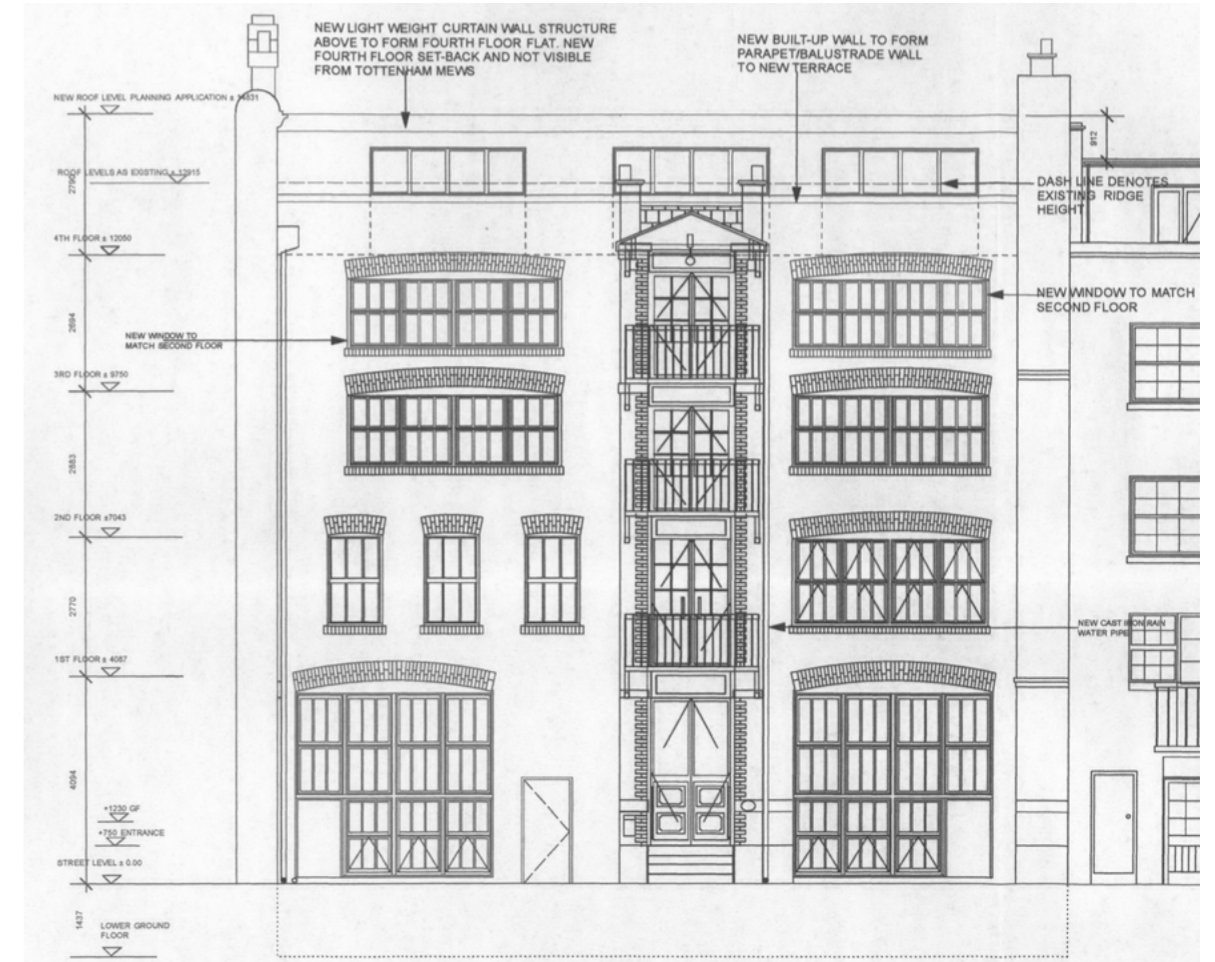 NEW LIGHT WEIGHT CURTAIN WALL STRUCTURE
ABOVE TO FORM FOURTH FLOOR FLAT. NEW
FOURTH FLOOR SET-BACK AND NOT VISIBLE
FROM TOTTENHAM MEWS
NEW BUILT-UP WALL TO FORM
PARAPET/BALUSTRADE WALL
TO NEW TERRACE
NEW ROOF LEVEL PLANNING APPLICATION ± 14831
912
ROOF LEVELS AS EXISTING ± 12915
2790
DASH LINE DENOTES
EXISTING RIDGE
HEIGHT
4TH FLOOR ± 12050
NEW WINDOW TO MATCH
SECOND FLOOR
2694
NEW WINDOW TO
MATCH SECOND FLOOR
3RD FLOOR ± 9750
2883
2ND FLOOR ±7043
2770
NEW CAST IRON RAIN
WATER PIPE
1ST FLOOR ± 4087
4094
+1230 GF
+750 ENTRANCE
STREET LEVEL ± 0.00
1437
LOWER GROUND
FLOOR